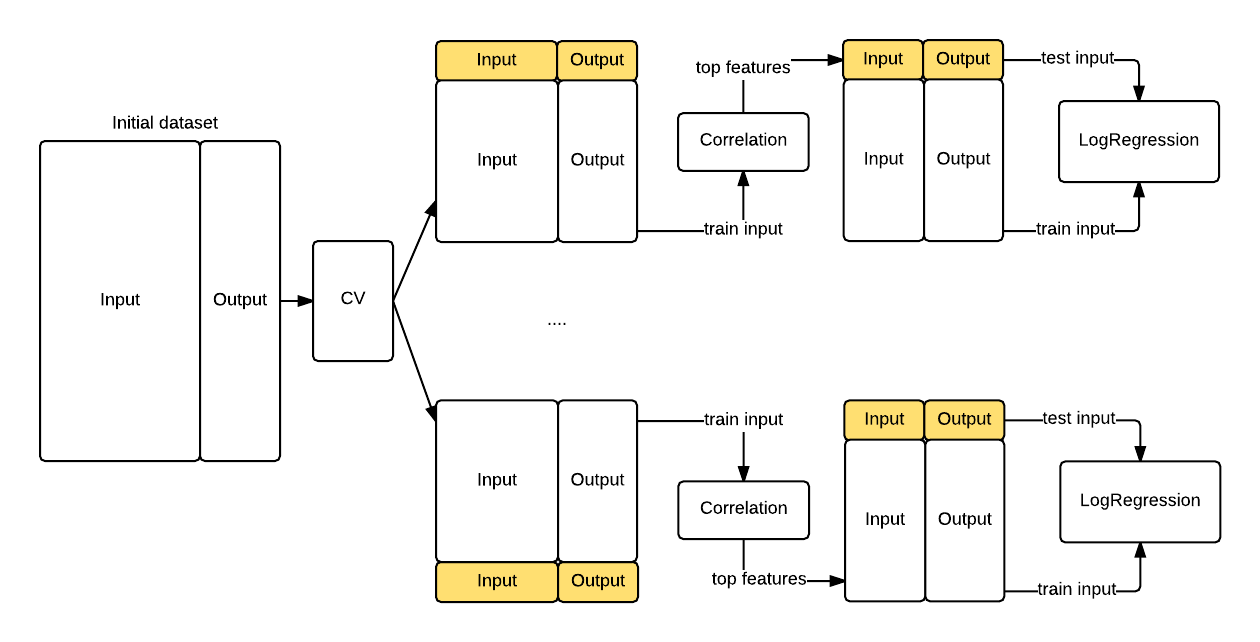 Initial dataset
Input
Output
CV
Input
Output
Input
Output
train input
Correlation
top features
Input
Output
Input
Output
test input
train input
LogRegression
....
Input
Output
Input
Output
train input
Correlation
top features
Input
Output
Input
Output
test input
train input
LogRegression